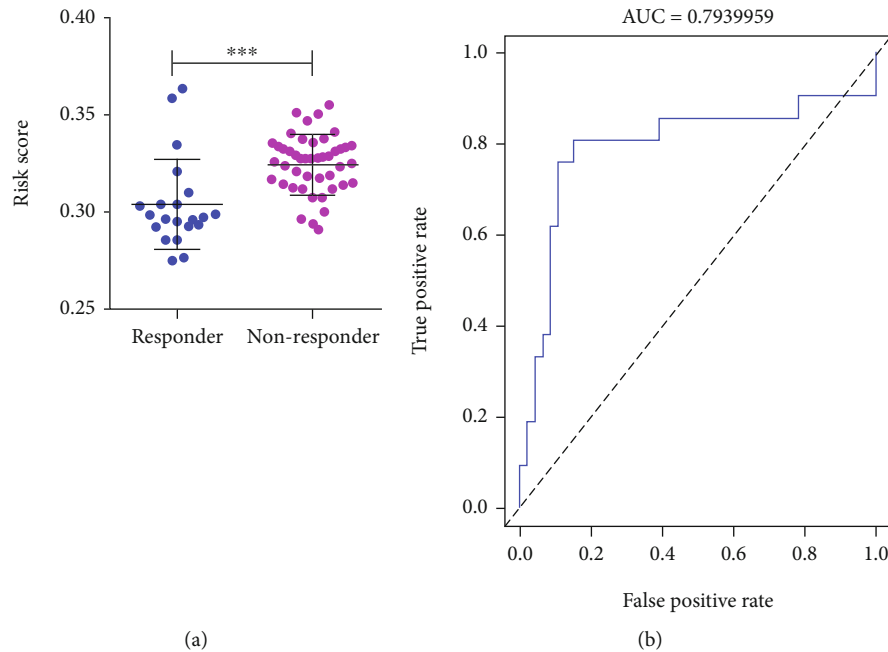 0.40
0.35
0.30
0.25
Risk score
***
Responder
Non-responder
(a)
AUC = 0.7939959
1.0
0.8
0.6
0.4
0.2
0.0
True positive rate
0.0
0.2
0.4
0.6
0.8
1.0
False positive rate
(b)